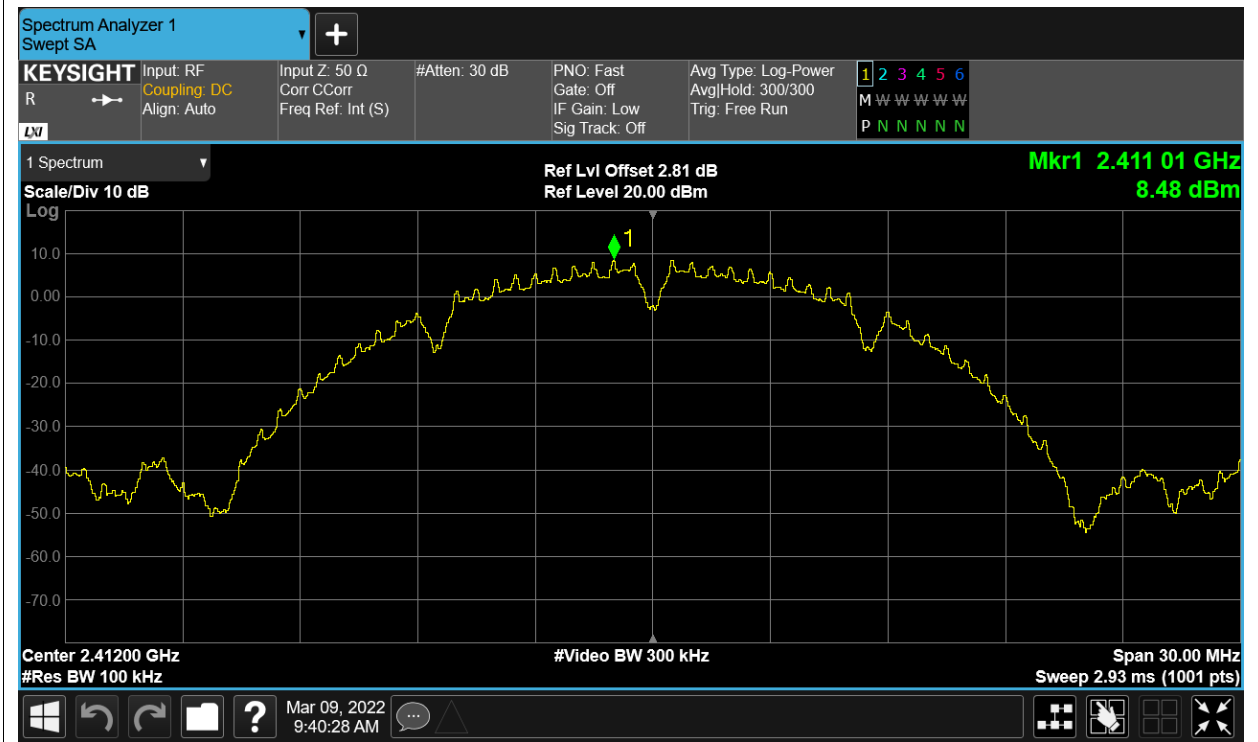 Spectrum Analyzer 1
Swept SA
KEYSIGHT
R
LXI
Input: RF
Coupling: DC
Align: Auto
Input Z: 50 Ω
Corr CCorr
Freq Ref: Int (S)
#Atten: 30 dB
PNO: Fast
Gate: Off
IF Gain: Low
Sig Track: Off
Avg Type: Log-Power
Avg|Hold: 300/300
Trig: Free Run
1 2 3 4 5 6
M W W W W W
P N N N N N
1 Spectrum
Scale/Div 10 dB
Log
Ref Lvl Offset 2.81 dB
Ref Level 20.00 dBm
Mkr1 2.411 01 GHz
8.48 dBm
1
10.0
0.00
-10.0
-20.0
-30.0
-40.0
-50.0
-60.0
-70.0
Center 2.41200 GHz
#Res BW 100 kHz
#Video BW 300 kHz
Span 30.00 MHz
Sweep 2.93 ms (1001 pts)
?
Mar 09, 2022
9:40:28 AM